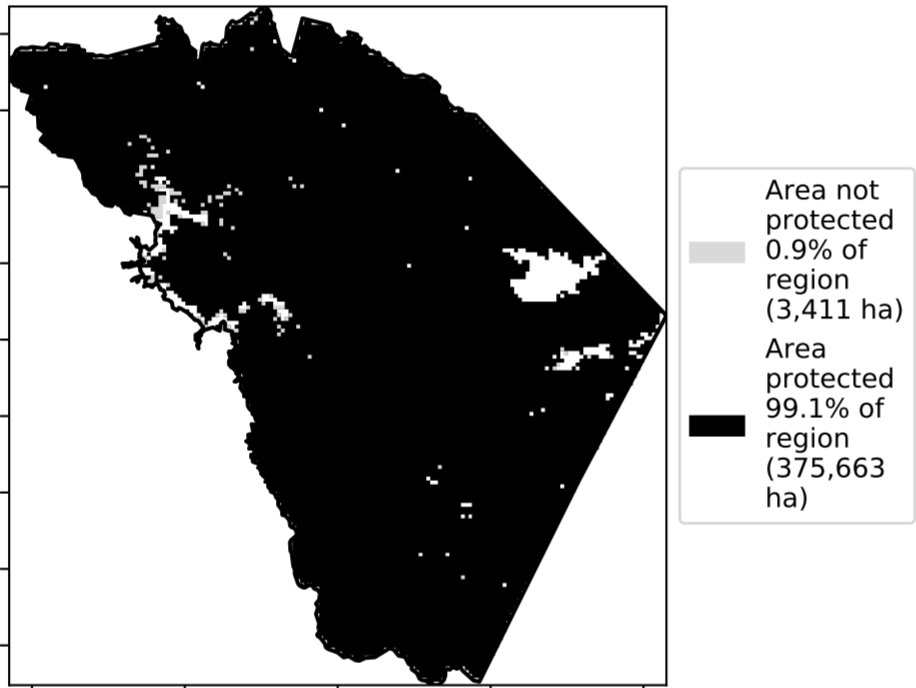 Area not
protected
0.9% of
region
(3,411 ha)
Area
protected
99.1% of
region
(375,663
ha)